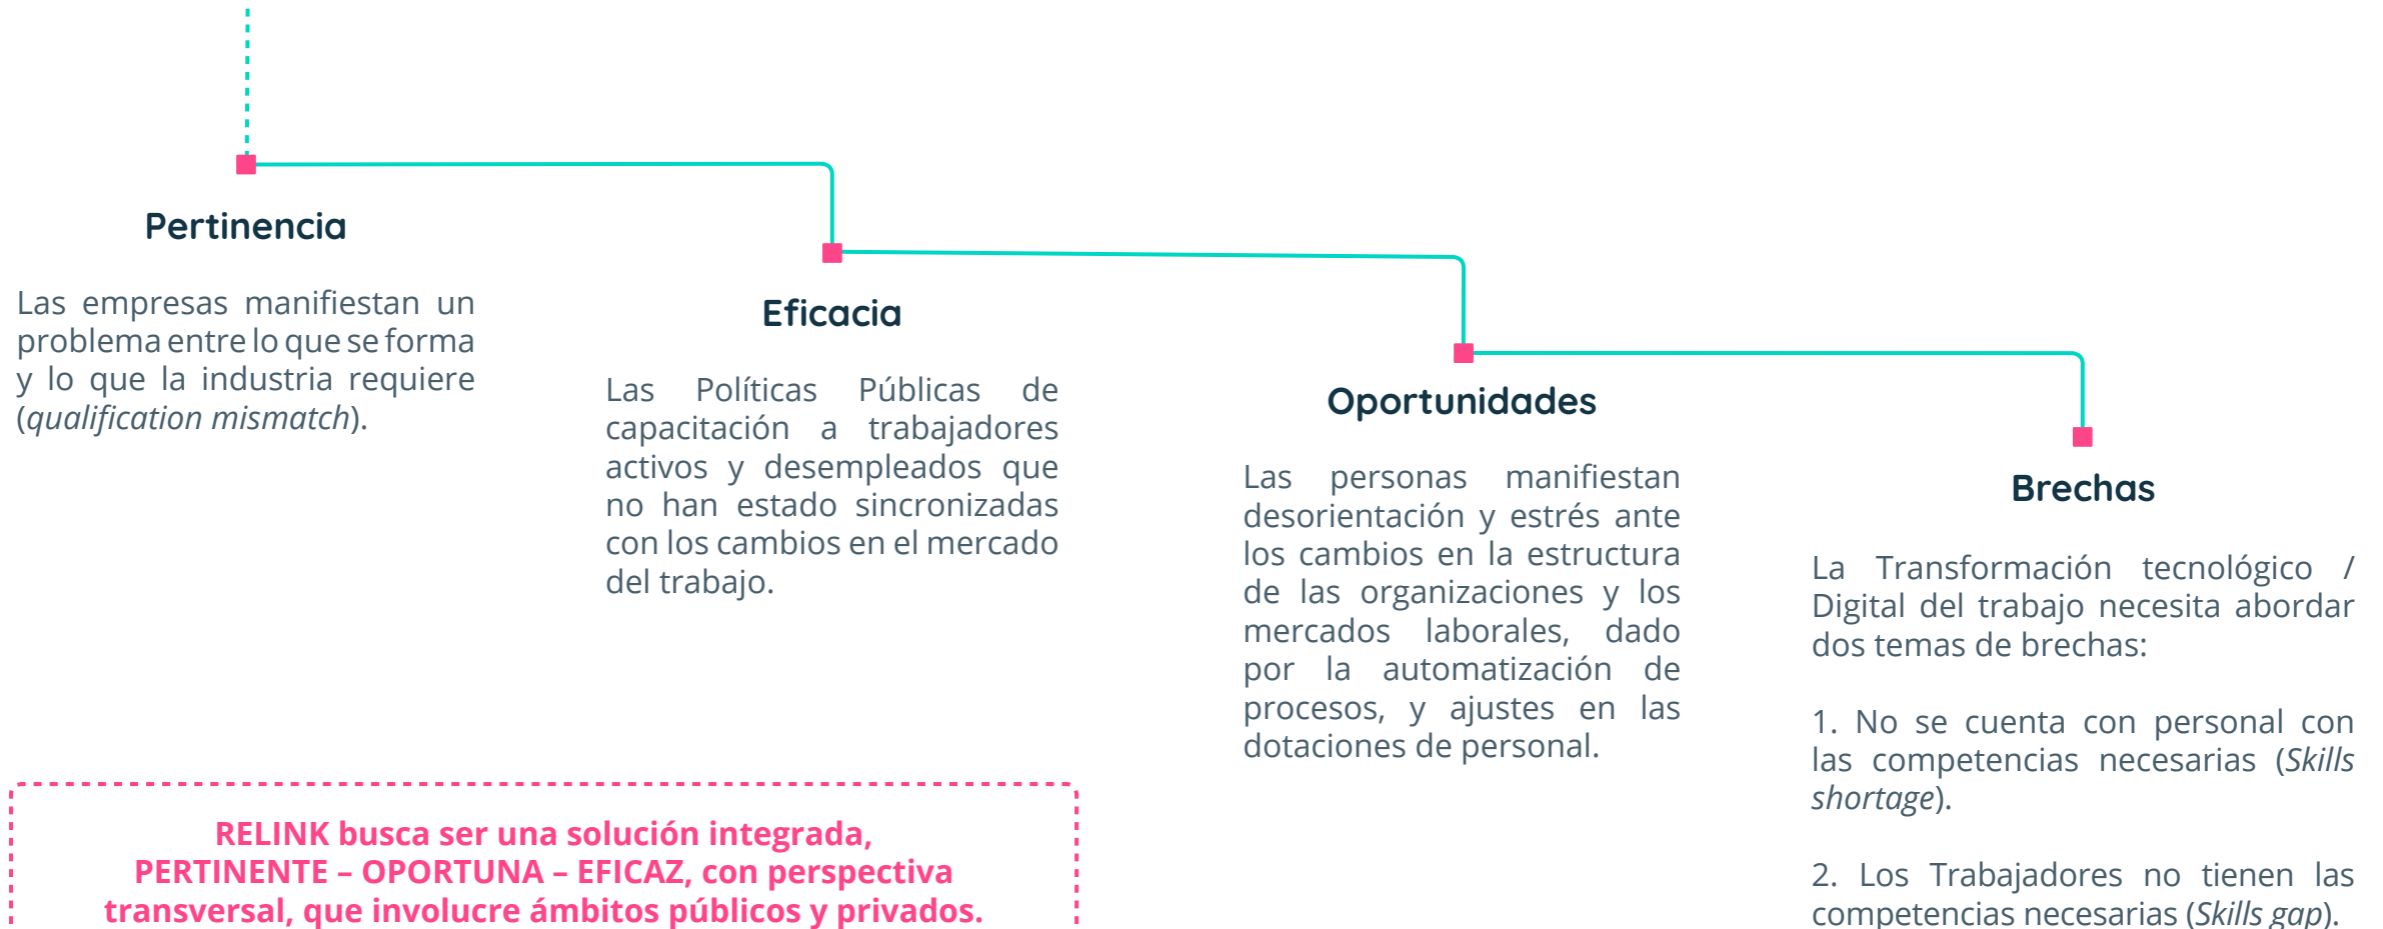 Pertinencia
Las empresas manifiestan un
problema entre lo que se forma
y lo que la industria requiere
(qualification mismatch).
Eficacia
Las Políticas Públicas de
capacitación a trabajadores
activos y desempleados que
no han estado sincronizadas
con los cambios en el mercado
del trabajo.
Oportunidades
Las personas manifiestan
desorientación y estrés ante
los cambios en la estructura
de las organizaciones y los
mercados laborales, dado
por la automatización de
procesos, y ajustes en las
dotaciones de personal.
Brechas
La Transformación tecnológico /
Digital del trabajo necesita abordar
dos temas de brechas:
1. No se cuenta con personal con
las competencias necesarias (Skills
shortage).
2. Los Trabajadores no tienen las
competencias necesarias (Skills gap).
RELINK busca ser una solución integrada,
PERTINENTE – OPORTUNA – EFICAZ, con perspectiva
transversal, que involucre ámbitos públicos y privados.